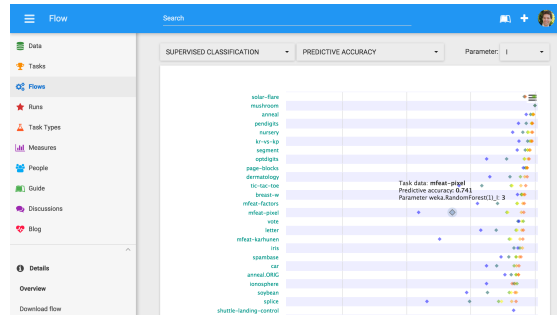 Flow
Search
Data
Tasks
Flows
Runs
Task Types
Measures
People
Guide
Discussions
Blog
Details
Overview
Download flow
SUPERVISED CLASSIFICATION
PREDICTIVE ACCURACY
Parameter: I
solar-flare
mushroom
anneal
pendigits
nursery
kr-vs-kp
segment
optdigits
page-blocks
dermatology
tic-tac-toe
breast-w
mfeat-factors
mfeat-pixel
vote
letter
mfeat-karhunen
iris
spambase
car
anneal.ORIG
ionosphere
soybean
splice
shuttle-landing-control
Task data: mfeat-pixel
Predictive accuracy: 0.741
Parameter weka.RandomForest(1)_I: 3